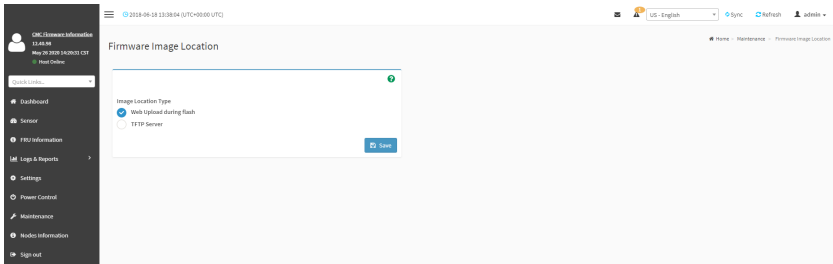 2018-06-18 13:38:04 (UTC+00:00 UTC)
US - English
Sync
Refresh
admin
CMC Firmware Information
12.40.98
May 26 2020 14:20:31 CST
Host Online
Quick Links..
Dashboard
Sensor
FRU Information
Logs & Reports
Settings
Power Control
Maintenance
Nodes Information
Sign out
Firmware Image Location
Home
Maintenance
Firmware Image Location
Image Location Type
Web Upload during flash
TFTP Server
Save